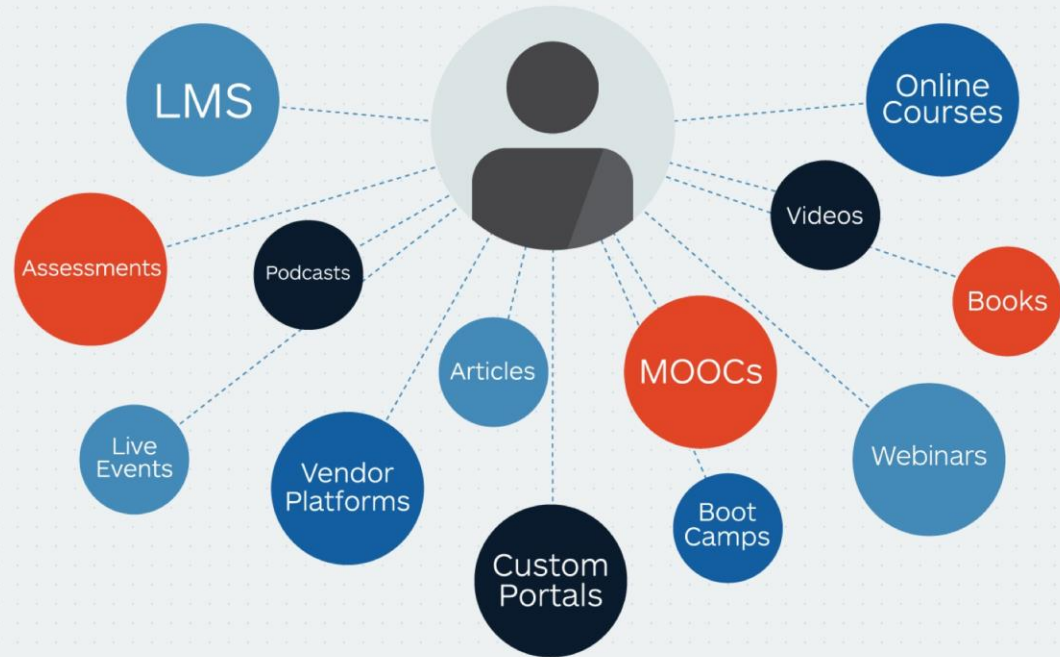 LMS
Online
Courses
Videos
Assessments
Podcasts
Books
Articles
MOOCs
Live
Events
Vendor
Platforms
Webinars
Boot
Camps
Custom
Portals